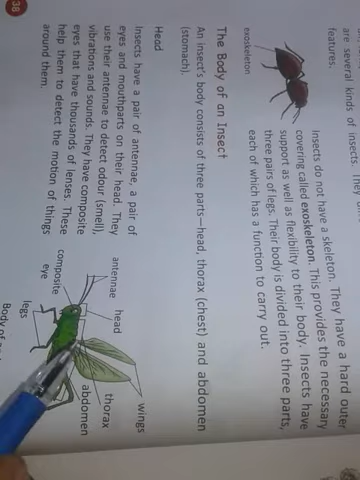 are several kinds of insects. They
features.
Insects do not have a skeleton. They have a hard outer
covering called exoskeleton. This provides the necessary
support as well as flexibility to their body. Insects have
three pairs of legs. Their body is divided into three parts,
each of which has a function to carry out.
exoskeleton
The Body of an Insect
An insect's body consists of three parts—head, thorax (chest) and abdomen
(stomach).
Head
Insects have a pair of antennae, a pair of
eyes and mouthparts on their head. They
use their antennae to detect odour (smell),
vibrations and sounds. They have composite
eyes that have thousands of lenses. These
help them to detect the motion of things
around them.
wings
antennae
head
thorax
abdomen
composite
eye
legs
Body of
38